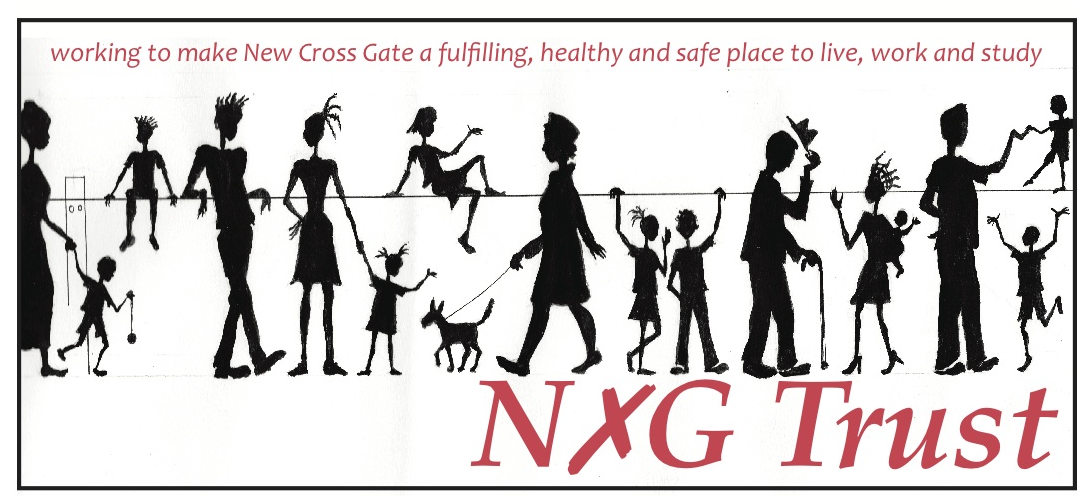 working to make New Cross Gate a fulfilling, healthy and safe place to live, work and study
NXG Trust